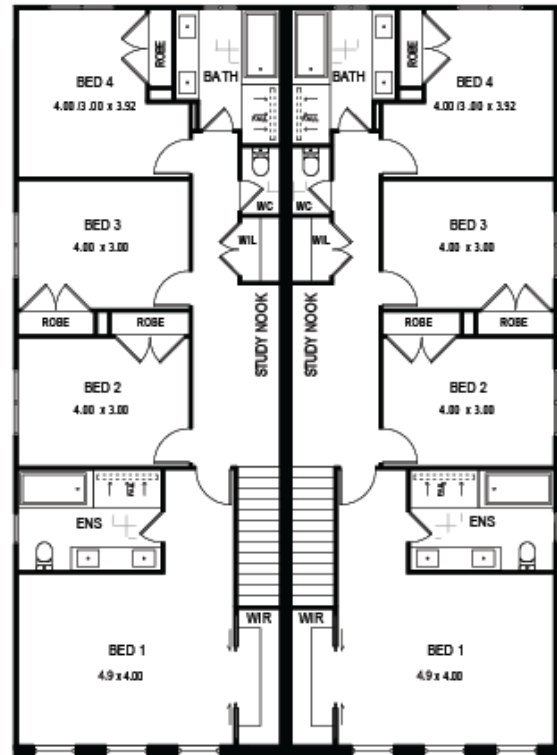 BED 4
4.00 /3.00 x 3.92
ROBE
BATH
BATH
ROBE
BED 4
4.00 /3.00 x 3.92
WC
WC
BED 3
4.00 x 3.00
WIL
WIL
BED 3
4.00 x 3.00
ROBE
ROBE
STUDY NOOK
STUDY NOOK
ROBE
ROBE
BED 2
4.00 x 3.00
BED 2
4.00 x 3.00
ENS
ENS
WIR
WIR
BED 1
4.9 x 4.00
BED 1
4.9 x 4.00